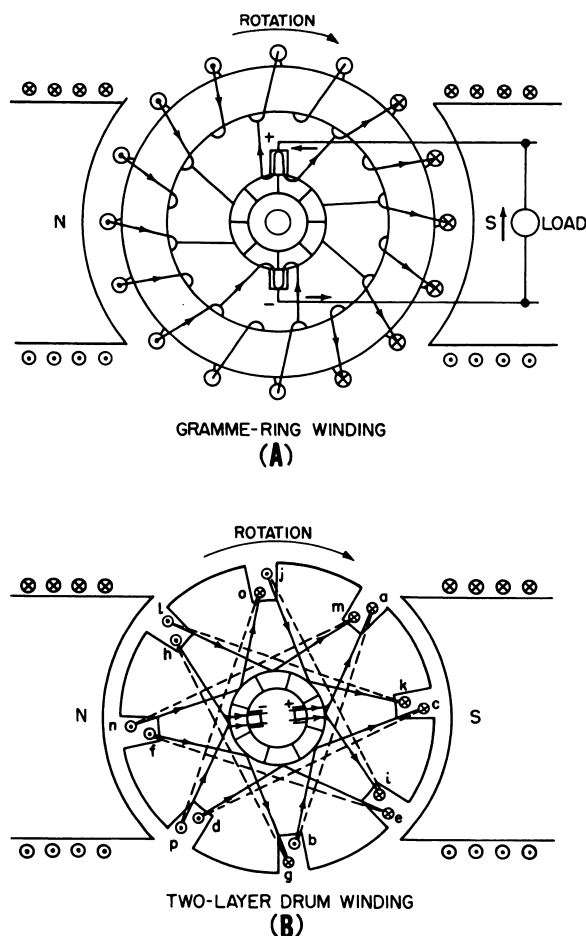 ROTATION
+
N
S
LOAD
-
GRAMME-RING WINDING
(A)
ROTATION
j
o
a
l
m
h
k
c
N
- +
S
n
f
i
d
e
p
b
g
TWO-LAYER DRUM WINDING
(B)